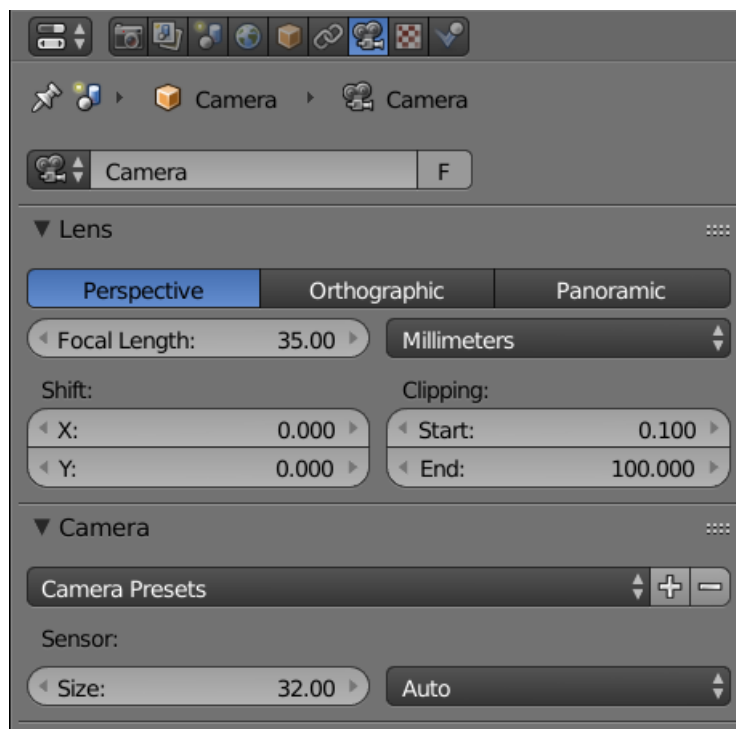 Camera Camera
Camera F
Lens
Perspective Orthographic Panoramic
Focal Length: 35.00 Millimeters
Shift: Clipping:
X: 0.000 Start: 0.100
Y: 0.000 End: 100.000
Camera
Camera Presets
Sensor:
Size: 32.00 Auto